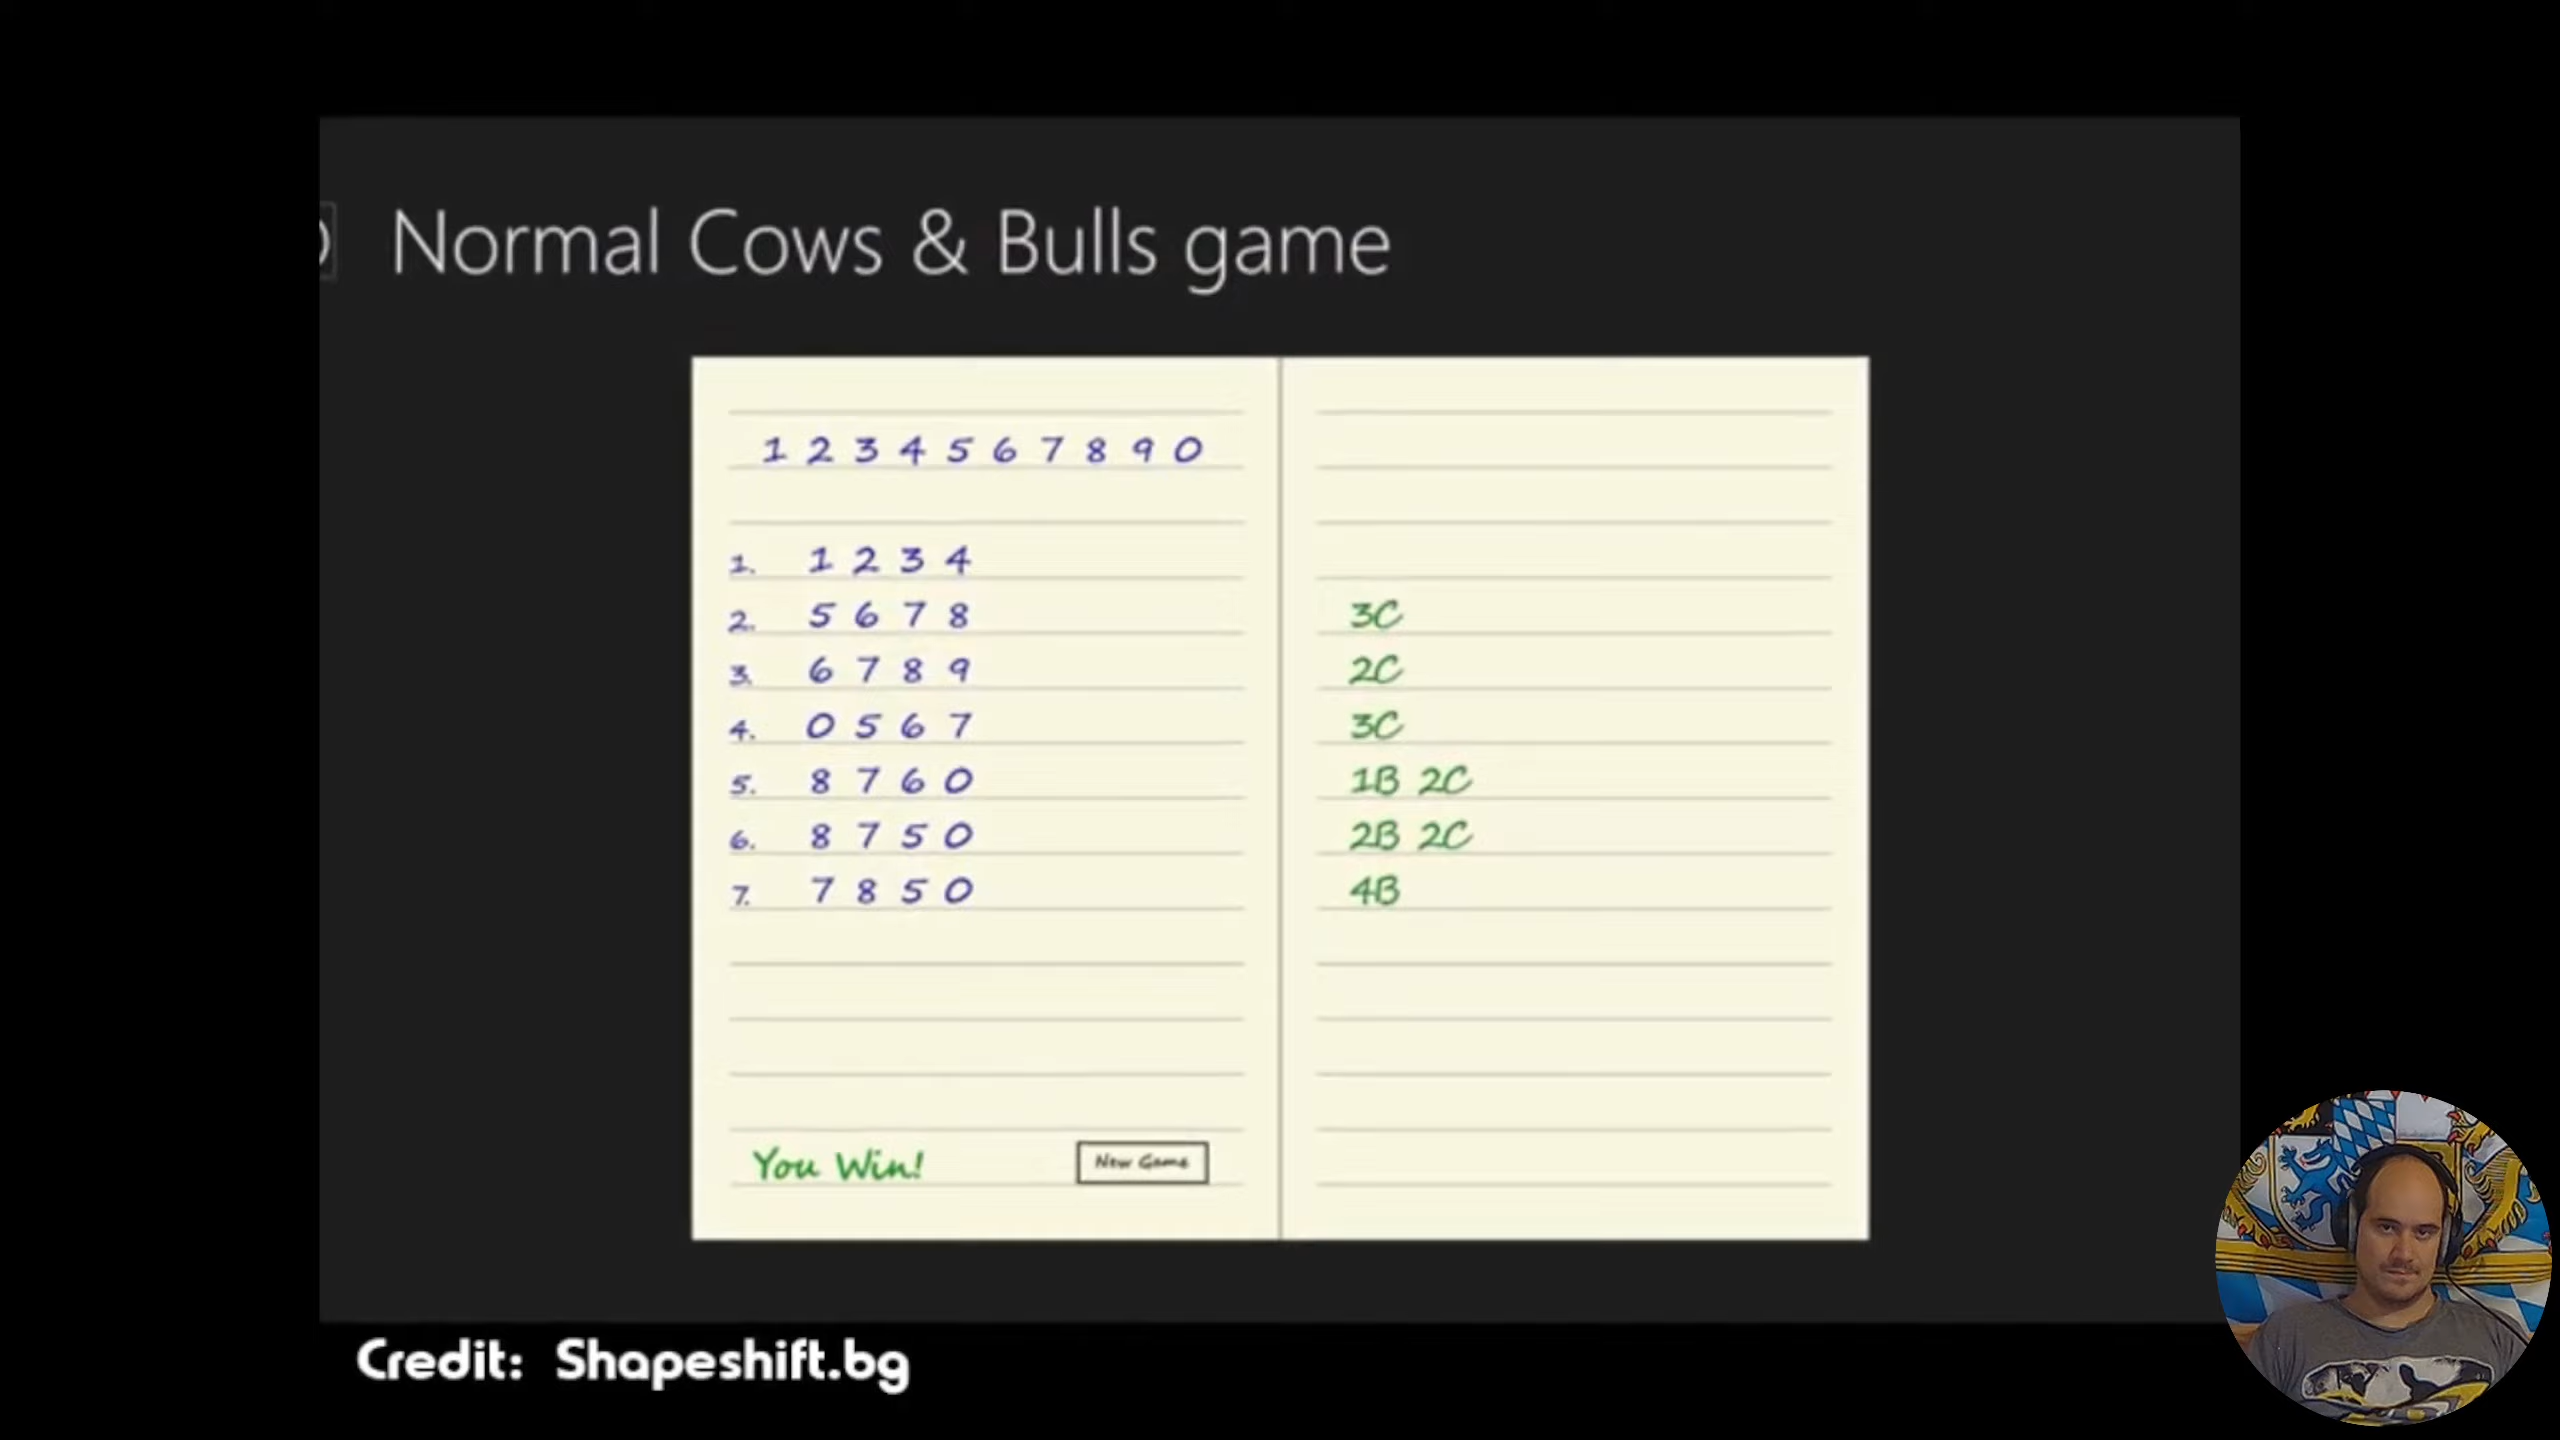 Normal Cows & Bulls game
1 2 3 4 5 6 7 8 9 0
1. 1 2 3 4
2. 5 6 7 8 3C
3. 6 7 8 9 2C
4. 0 5 6 7 3C
5. 8 7 6 0 1B 2C
6. 8 7 5 0 2B 2C
7. 7 8 5 0 4B
You Win! New Game
Credit: Shapeshift.bg